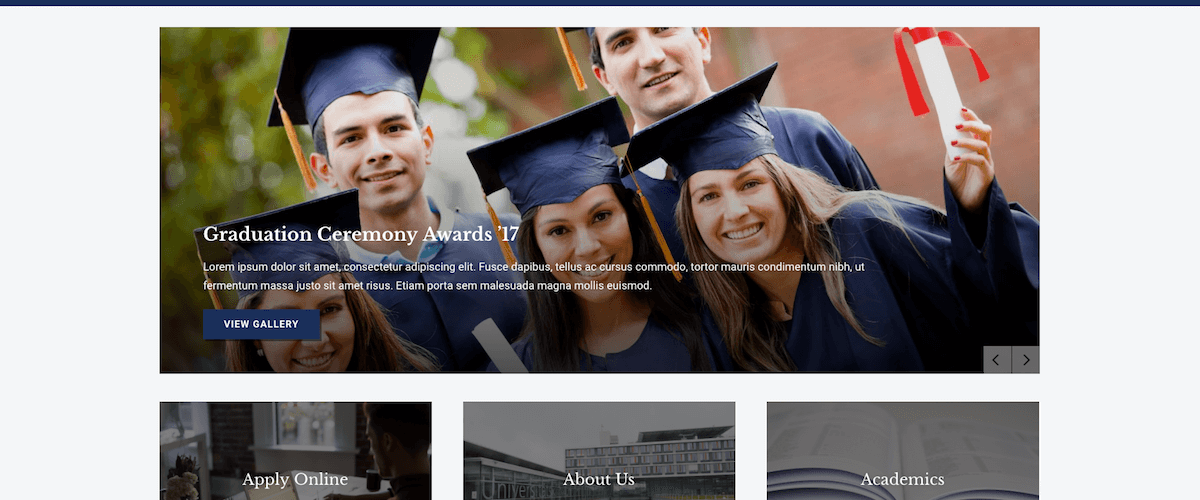 Graduation Ceremony Awards ’17
Lorem ipsum dolor sit amet, consectetur adipiscing elit. Fusce dapibus, tellus ac cursus commodo, tortor mauris condimentum nibh, ut
fermentum massa justo sit amet risus. Etiam porta sem malesuada magna mollis euismod.
VIEW GALLERY
Apply Online
About Us
Academics